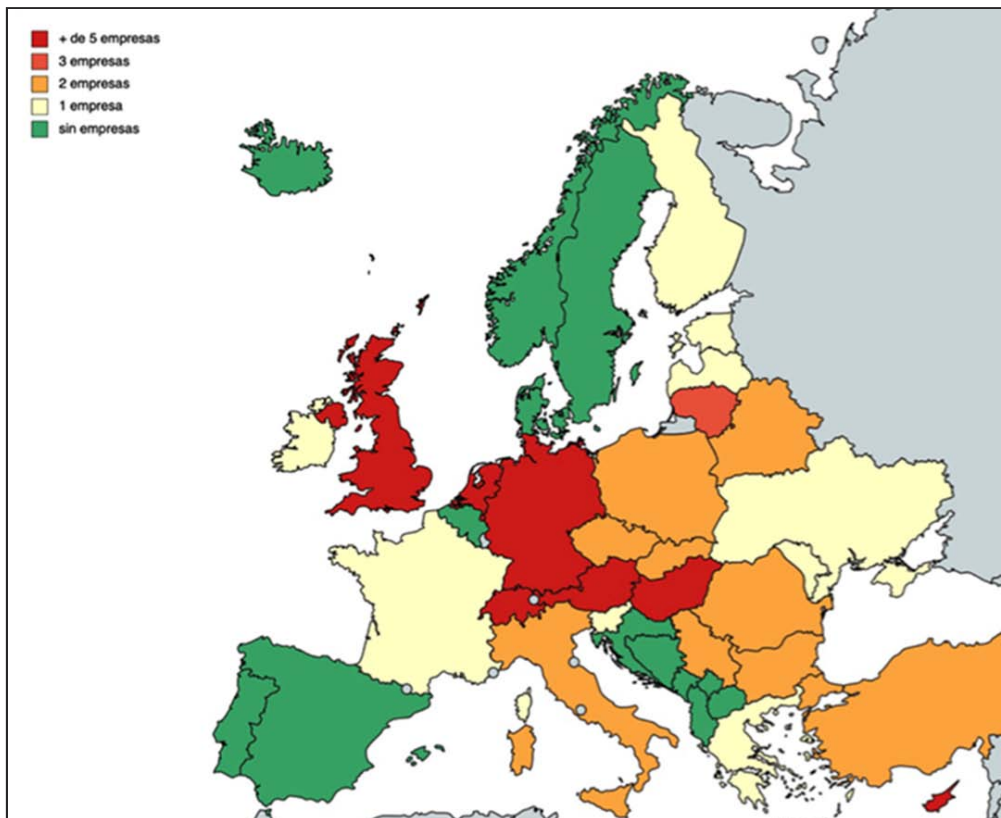 + de 5 empresas
3 empresas
2 empresas
1 empresa
sin empresas